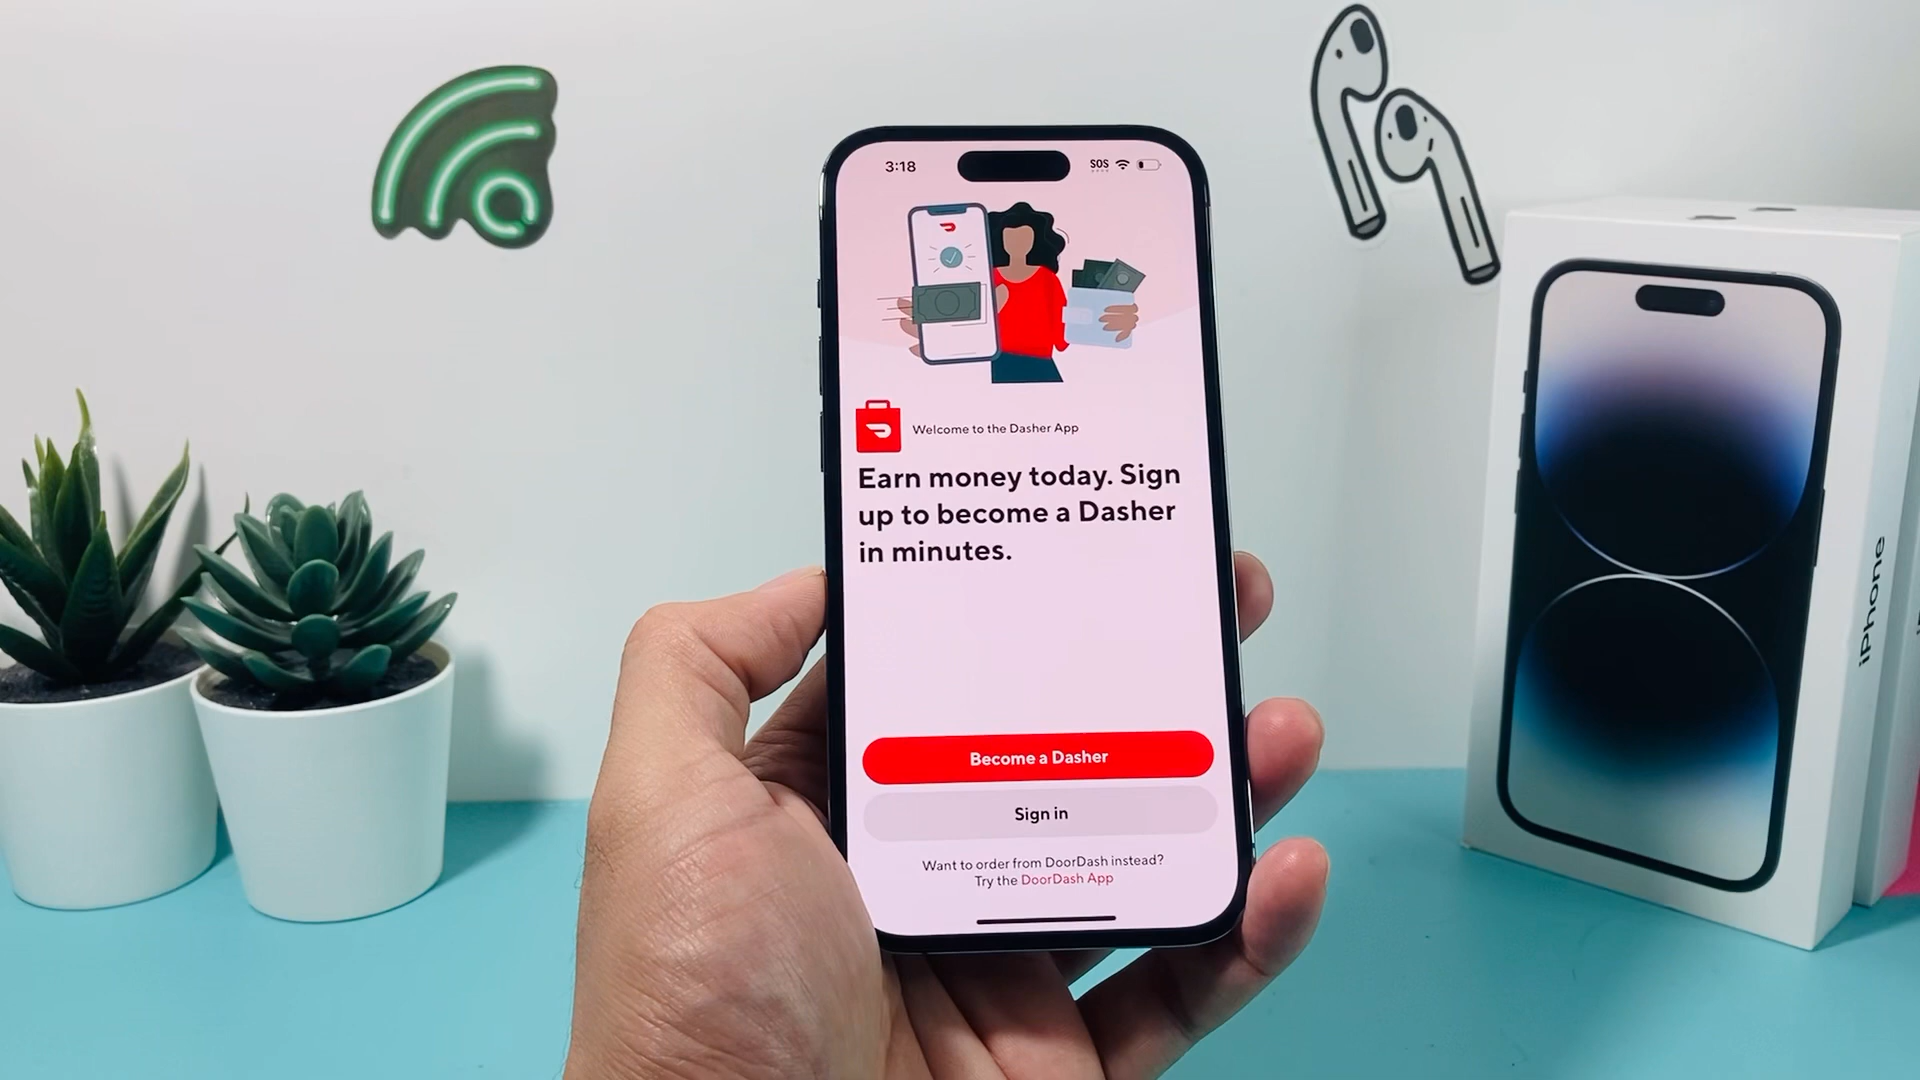 3:18
SOS
Welcome to the Dasher App
Earn money today. Sign
up to become a Dasher
in minutes.
Become a Dasher
Sign in
Want to order from DoorDash instead?
Try the DoorDash App
iPhone